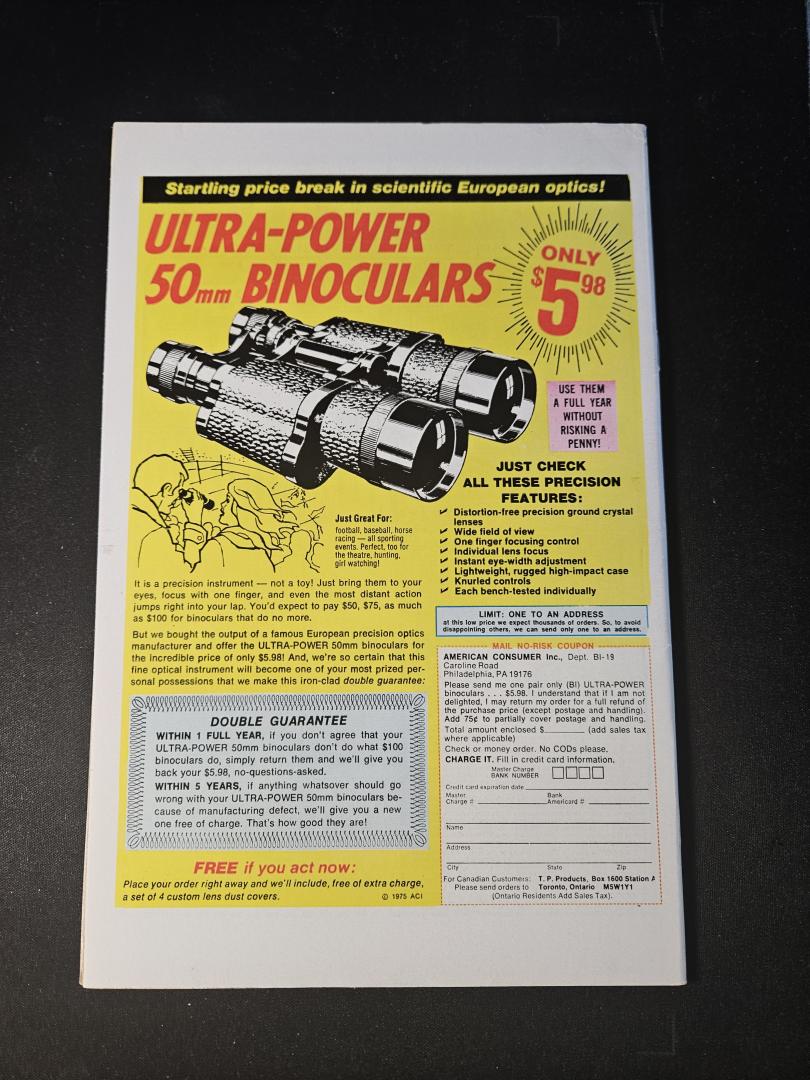 Startling price break in scientific European optics!
ULTRA-POWER
50mm BINOCULARS
ONLY
$5.98
USE THEM
A FULL YEAR
WITHOUT
RISKING A
PENNY!
JUST CHECK
ALL THESE PRECISION
FEATURES:
✓ Distortion-free precision ground crystal
lenses
✓ Wide field of view
✓ One finger focusing control
✓ Individual lens focus
✓ Instant eye-width adjustment
✓ Lightweight, rugged high-impact case
✓ Knurled controls
✓ Each bench-tested individually
Just Great For:
football, baseball, horse
racing — all sporting
events. Perfect, too for
the theatre, hunting,
girl watching!
It is a precision instrument — not a toy! Just bring them to your
eyes, focus with one finger, and even the most distant action
jumps right into your lap. You'd expect to pay $50, $75, as much
as $100 for binoculars that do no more.
But we bought the output of a famous European precision optics
manufacturer and offer the ULTRA-POWER 50mm binoculars for
the incredible price of only $5.98! And, we're so certain that this
fine optical instrument will become one of your most prized per-
sonal possessions that we make this iron-clad double guarantee:
DOUBLE GUARANTEE
WITHIN 1 FULL YEAR, if you don't agree that your
ULTRA-POWER 50mm binoculars don't do what $100
binoculars do, simply return them and we'll give you
back your $5.98, no-questions-asked.
WITHIN 5 YEARS, if anything whatsoever should go
wrong with your ULTRA-POWER 50mm binoculars be-
cause of manufacturing defect, we'll give you a new
one free of charge. That's how good they are!
FREE if you act now:
Place your order right away and we'll include, free of extra charge,
a set of 4 custom lens dust covers.
© 1975 ACI
LIMIT: ONE TO AN ADDRESS
at this low price we expect thousands of orders. So, to avoid
disappointing others, we can send only one to an address.
MAIL NO-RISK COUPON
AMERICAN CONSUMER Inc., Dept. BI-19
Caroline Road
Philadelphia, PA 19176
Please send me one pair only (BI) ULTRA-POWER
binoculars . . . $5.98. I understand that if I am not
delighted, I may return my order for a full refund of
the purchase price (except postage and handling).
Add 75¢ to partially cover postage and handling.
Total amount enclosed $________ (add sales tax
where applicable)
Check or money order. No CODs please.
CHARGE IT. Fill in credit card information.
Master Charge
BANK NUMBER
Credit card expiration date
Master Bank
Charge # Americard #
Name
Address
City State Zip
For Canadian Customers: T. P. Products, Box 1600 Station A
Please send orders to Toronto, Ontario M5W1Y1
(Ontario Residents Add Sales Tax).